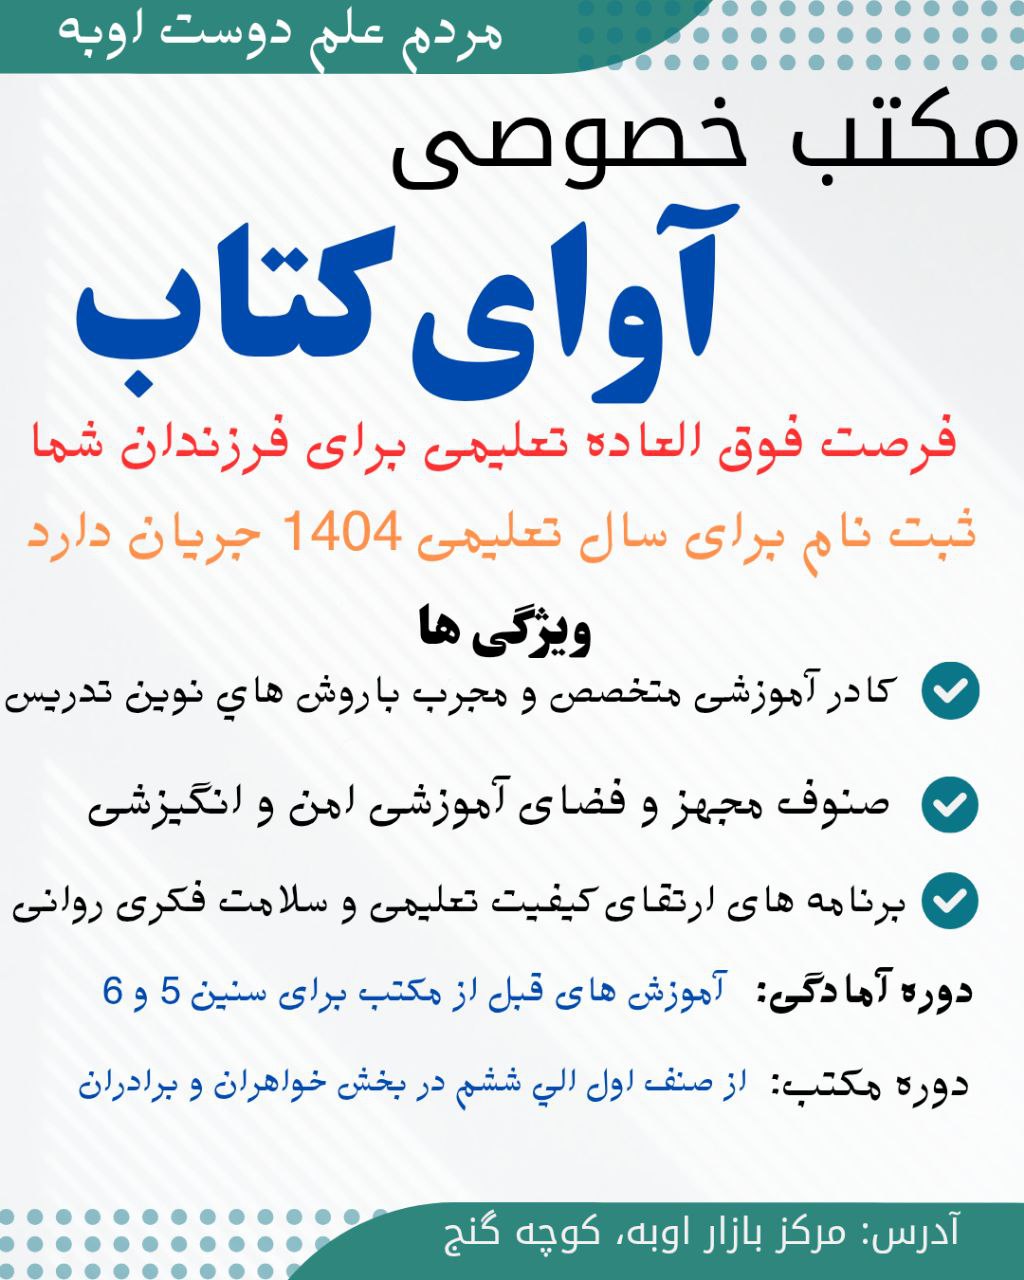 مردم علم دوست اوبه
مکتب خصوصی
آوای کتاب
فرصت فوق العاده تعلیمی برای فرزندان شما
ثبت نام برای سال تعلیمی 1404 جریان دارد
ویژگی ها
کادر آموزشی متخصص و مجرب باروش هاي نوین تدریس
صنوف مجهز و فضای آموزشی امن و انگیزشی
برنامه های ارتقای کیفیت تعلیمی و سلامت فکری روانی
دوره آمادگی: آموزش های قبل از مکتب برای سنین 5 و 6
دوره مکتب: از صنف اول الي ششم در بخش خواهران و برادران
آدرس: مرکز بازار اوبه، کوچه گنج